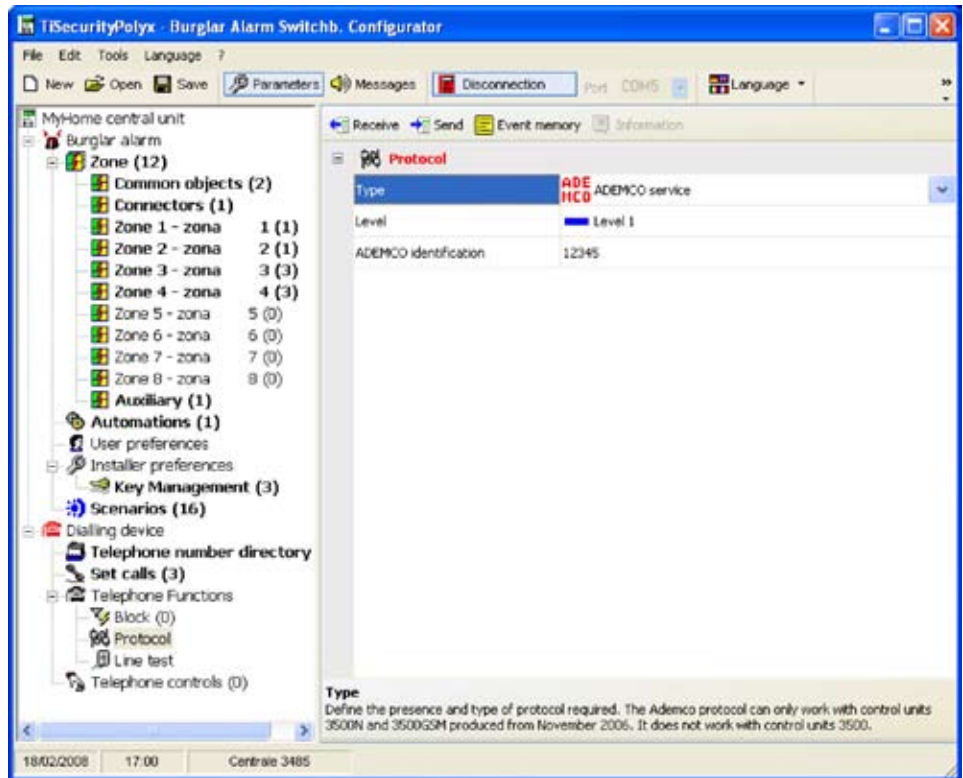 TiSecurityPolyx - Burglar Alarm Switchb. Configurator
File Edit Tools Language ?
New Open Save Parameters Messages Disconnection Port COM5 Language
MyHome central unit
Burglar alarm
Zone (12)
Common objects (2)
Connectors (1)
Zone 1 - zona 1 (1)
Zone 2 - zona 2 (1)
Zone 3 - zona 3 (3)
Zone 4 - zona 4 (3)
Zone 5 - zona 5 (0)
Zone 6 - zona 6 (0)
Zone 7 - zona 7 (0)
Zone 8 - zona 8 (0)
Auxiliary (1)
Automations (1)
User preferences
Installer preferences
Key Management (3)
Scenarios (16)
Dialling device
Telephone number directory
Set calls (3)
Telephone Functions
Block (0)
Protocol
Line test
Telephone controls (0)
Receive Send Event memory Information
Protocol
Type ADE MCO ADEMCO service
Level Level 1
ADEMCO identification 12345
Type
Define the presence and type of protocol required. The Ademco protocol can only work with control units
3500N and 3500GSM produced from November 2006. It does not work with control units 3500.
18/02/2008 17:00 Centrale 3485